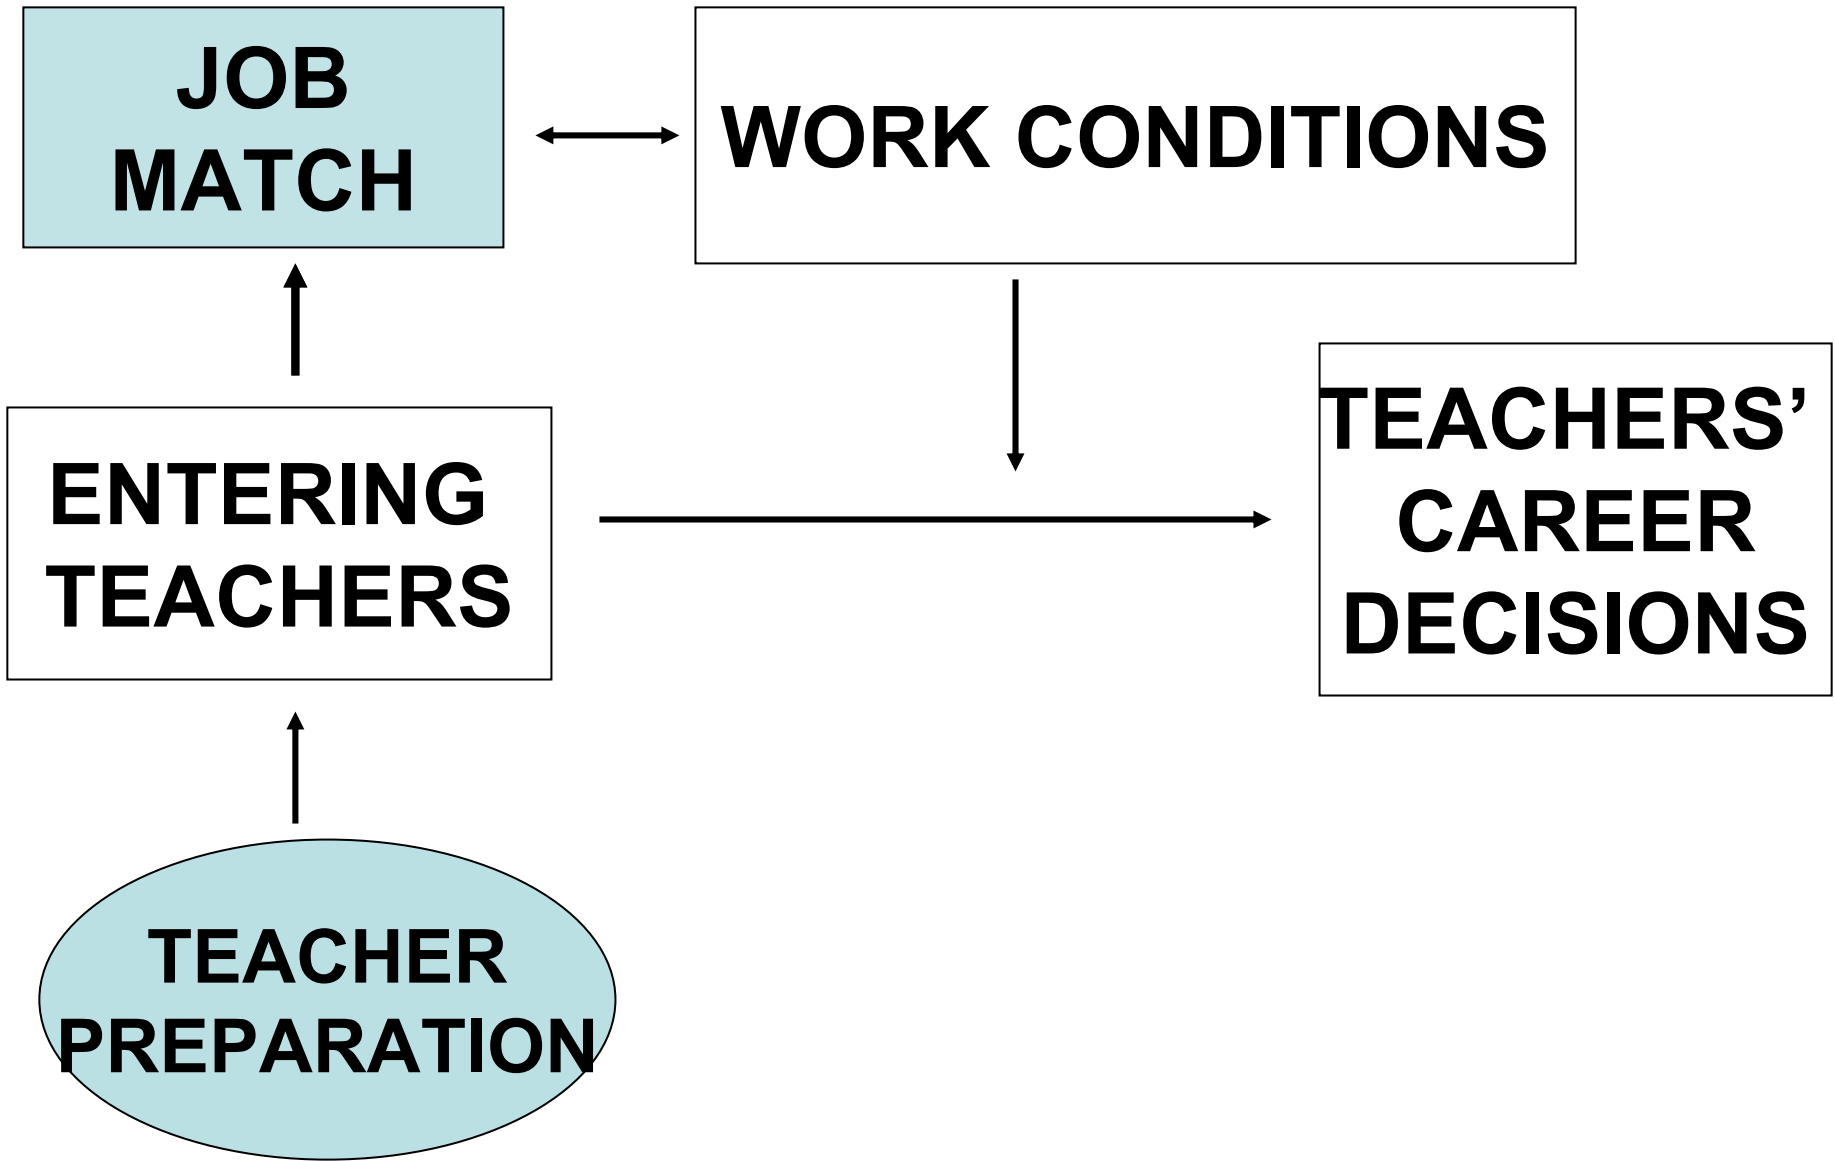 JOB
MATCH
WORK CONDITIONS
ENTERING
TEACHERS
TEACHERS’
CAREER
DECISIONS
TEACHER
PREPARATION